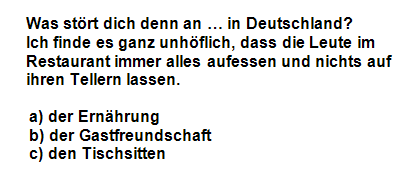 Was stört dich denn an ... in Deutschland?
Ich finde es ganz unhöflich, dass die Leute im
Restaurant immer alles aufessen und nichts auf
ihren Tellern lassen.
a) der Ernährung
b) der Gastfreundschaft
c) den Tischsitten